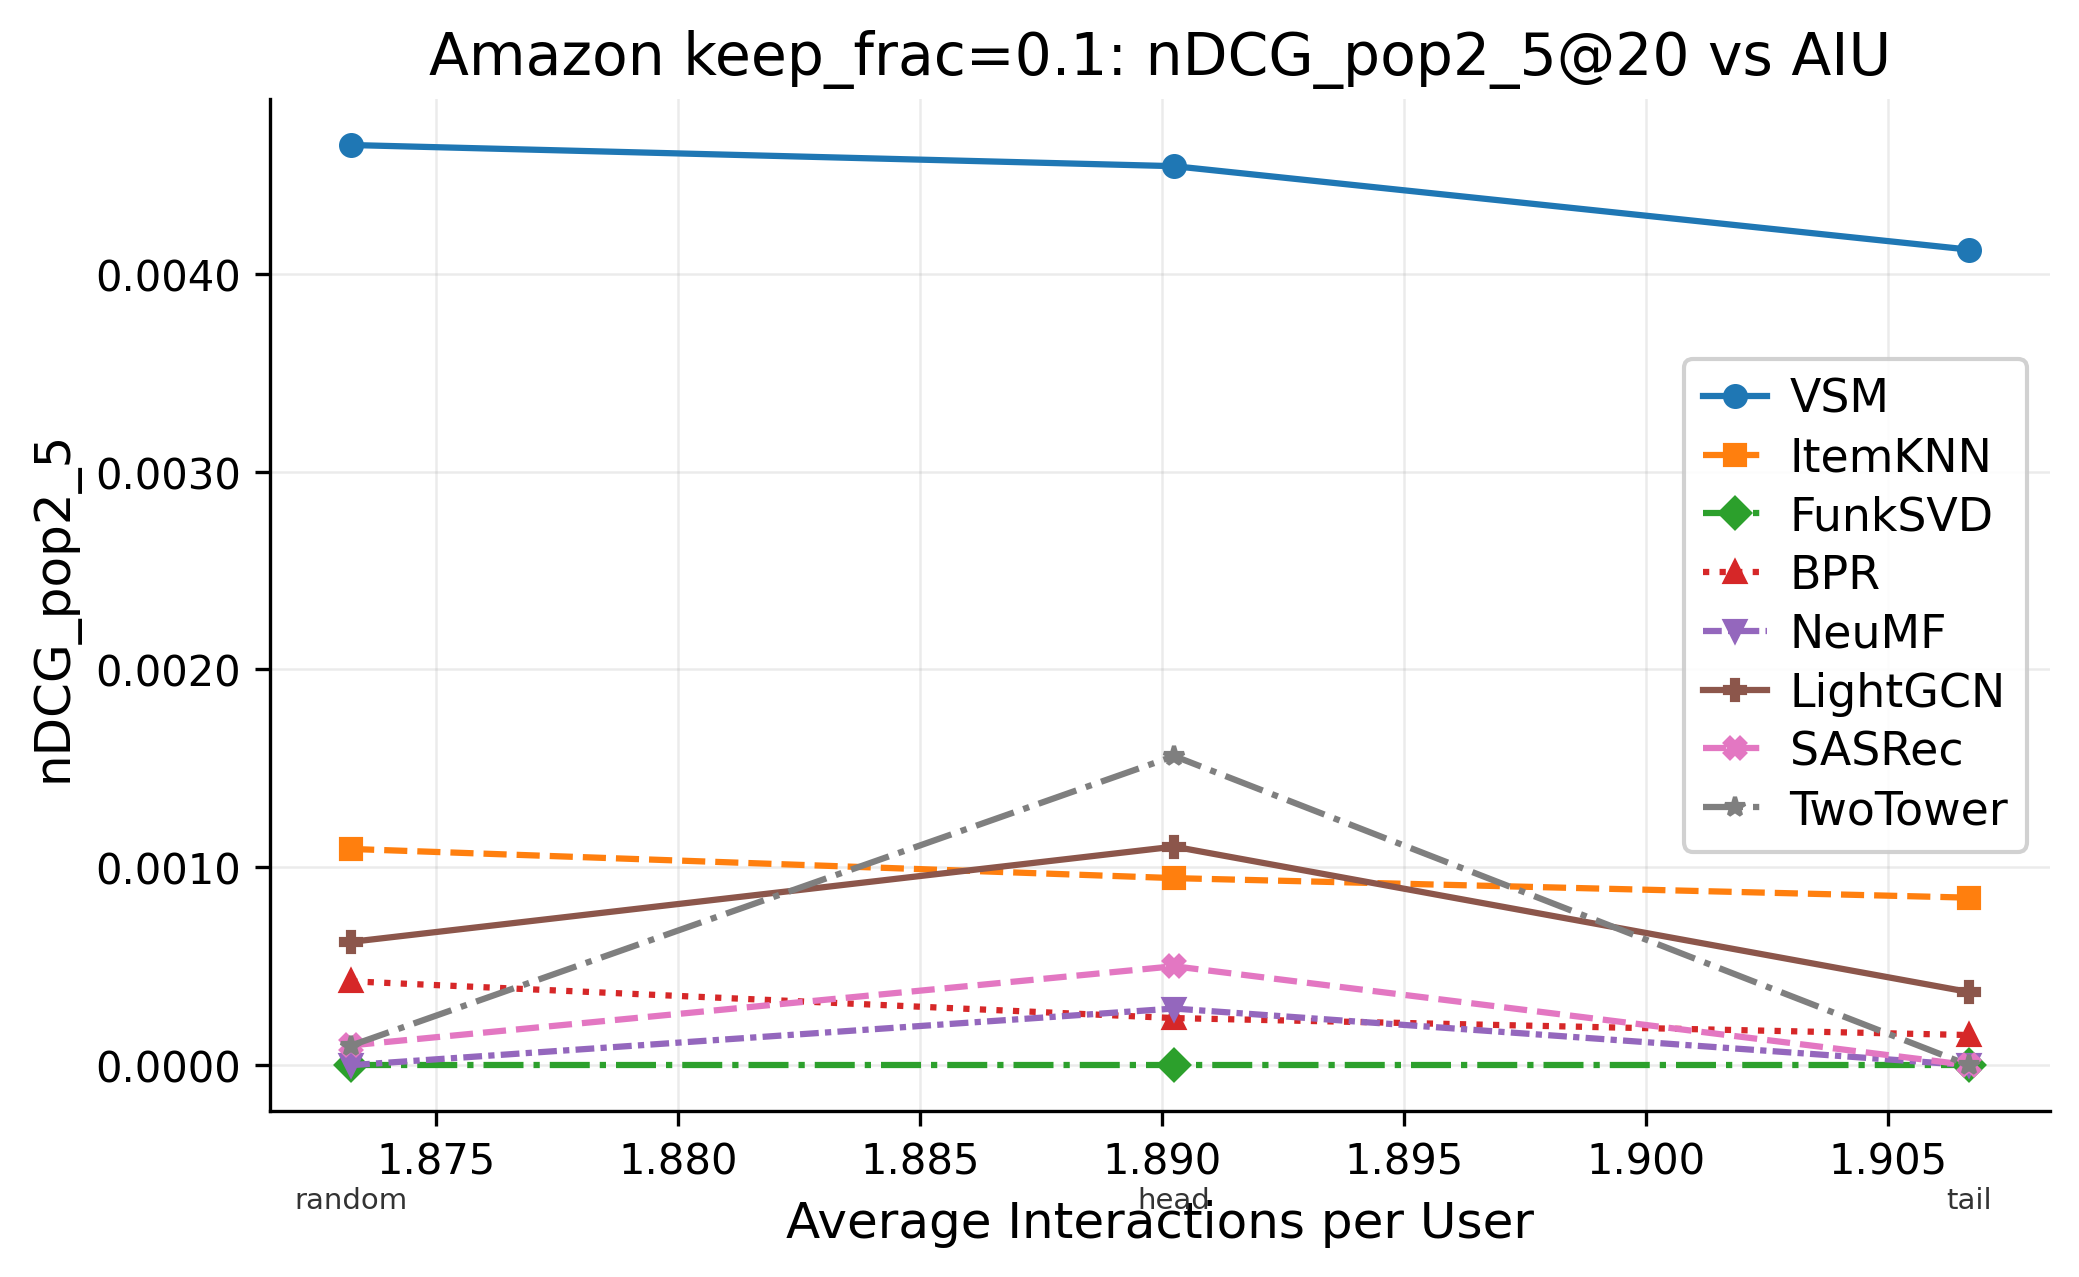 Amazon keep_frac=0.1: nDCG_pop2_5@20 vs AIU
nDCG_pop2_5
0.0040
0.0030
0.0020
0.0010
0.0000
VSM
ItemKNN
FunkSVD
BPR
NeuMF
LightGCN
SASRec
TwoTower
1.875 1.880 1.885 1.890 1.895 1.900 1.905
random head tail
Average Interactions per User